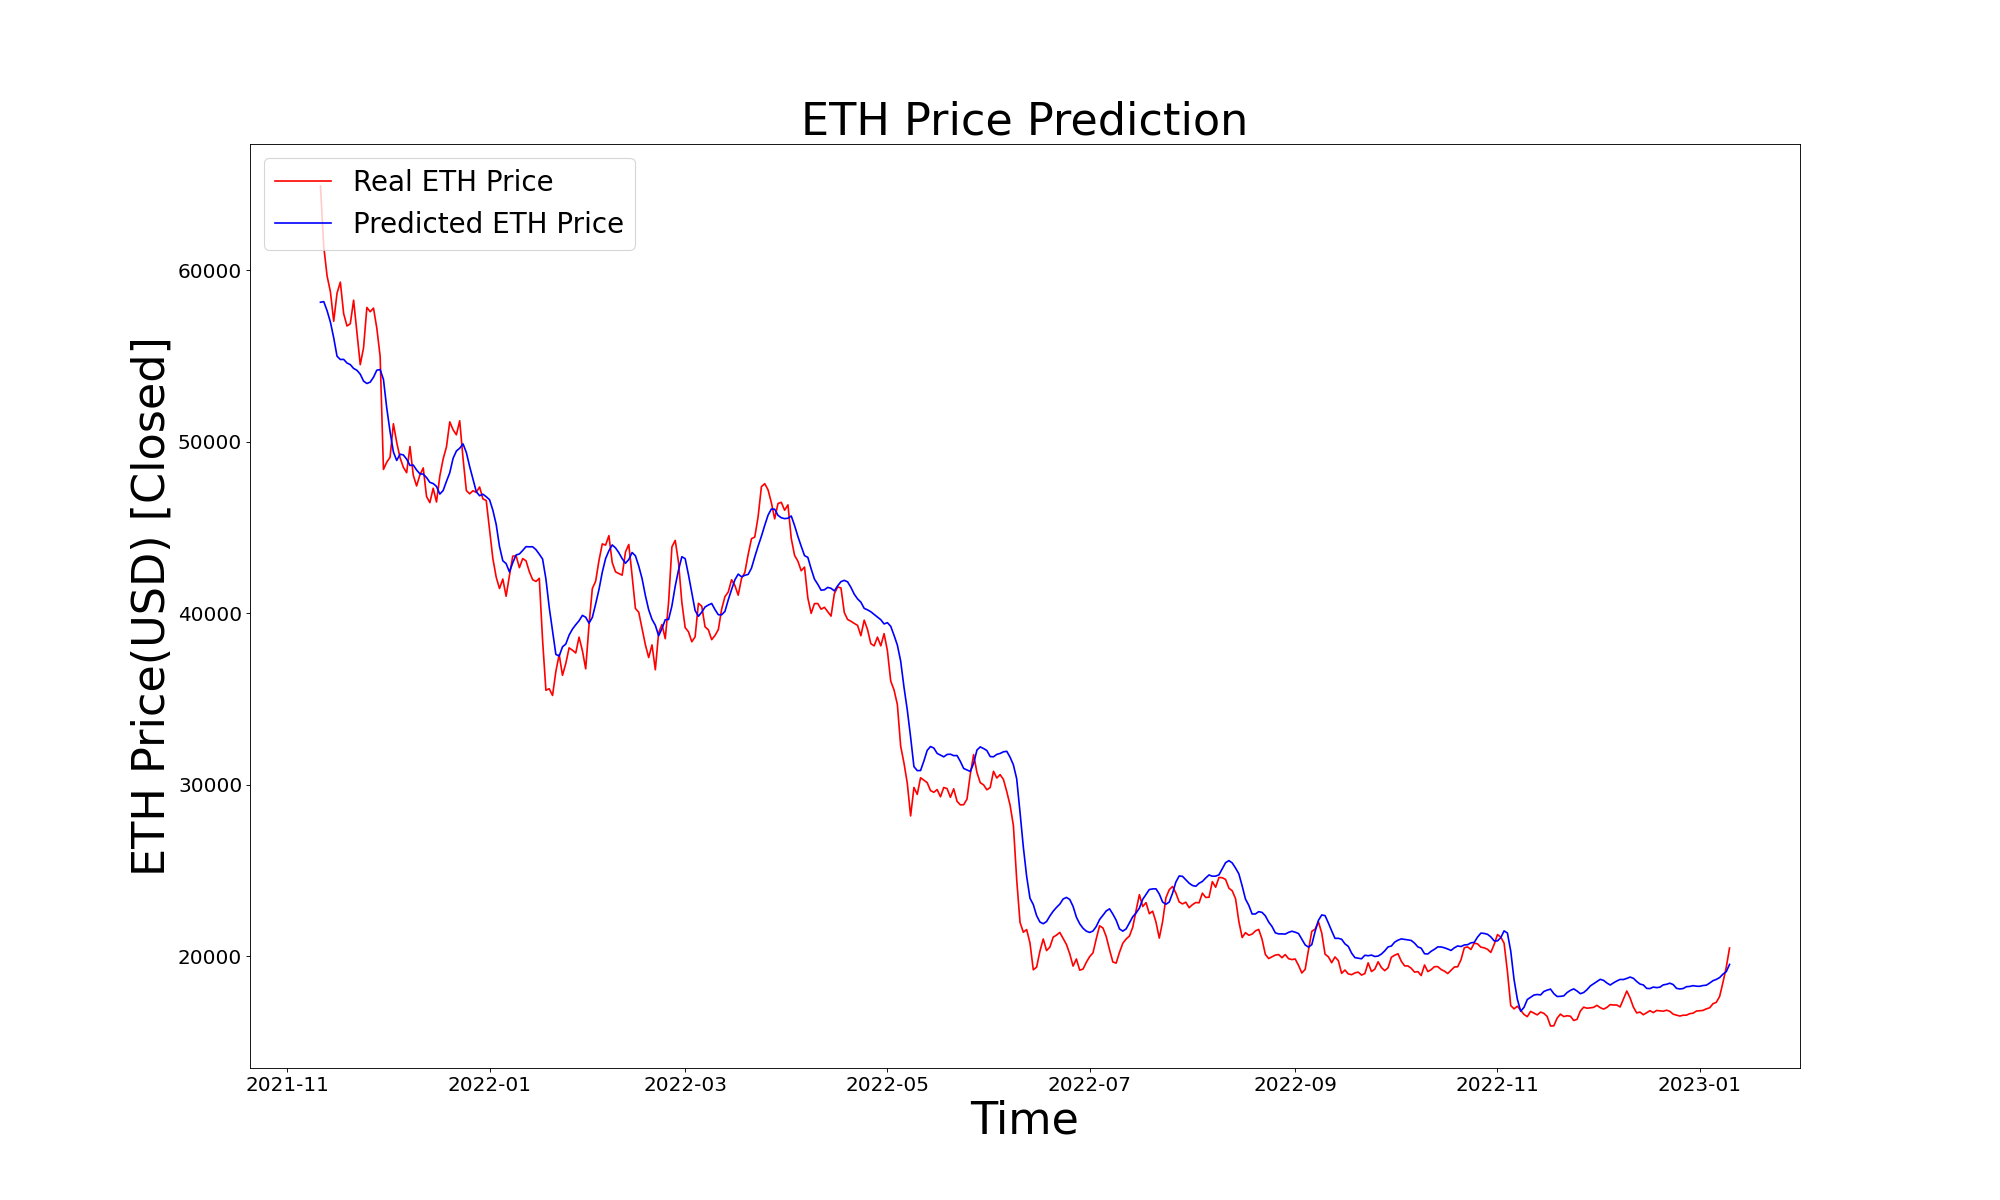 ETH Price Prediction
Real ETH Price
Predicted ETH Price
ETH Price(USD) [Closed]
60000
50000
40000
30000
20000
2021-11
2022-01
2022-03
2022-05
2022-07
2022-09
2022-11
2023-01
Time